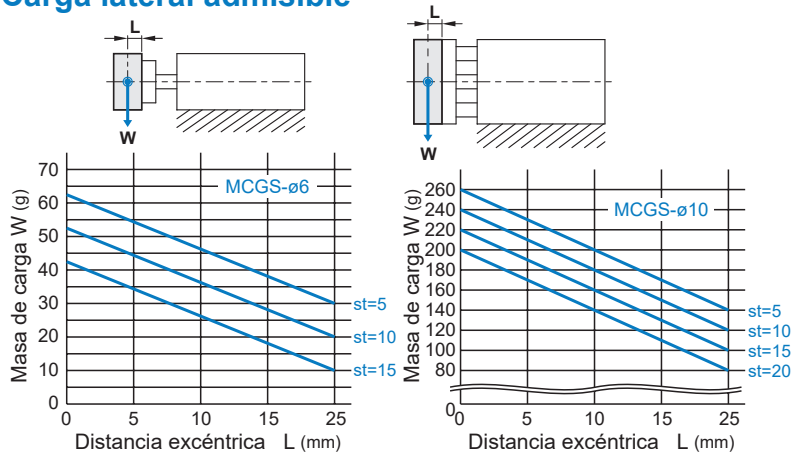 Carga lateral admisible
L
W
L
W
Masa de carga W (g)
70
60
50
40
30
20
10
0
MCGS-ø6
st=5
st=10
st=15
0 5 10 15 25
Distancia excéntrica L (mm)
Masa de carga W (g)
260
240
220
200
180
160
140
120
100
80
0
MCGS-ø10
st=5
st=10
st=15
st=20
0 5 10 15 25
Distancia excéntrica L (mm)